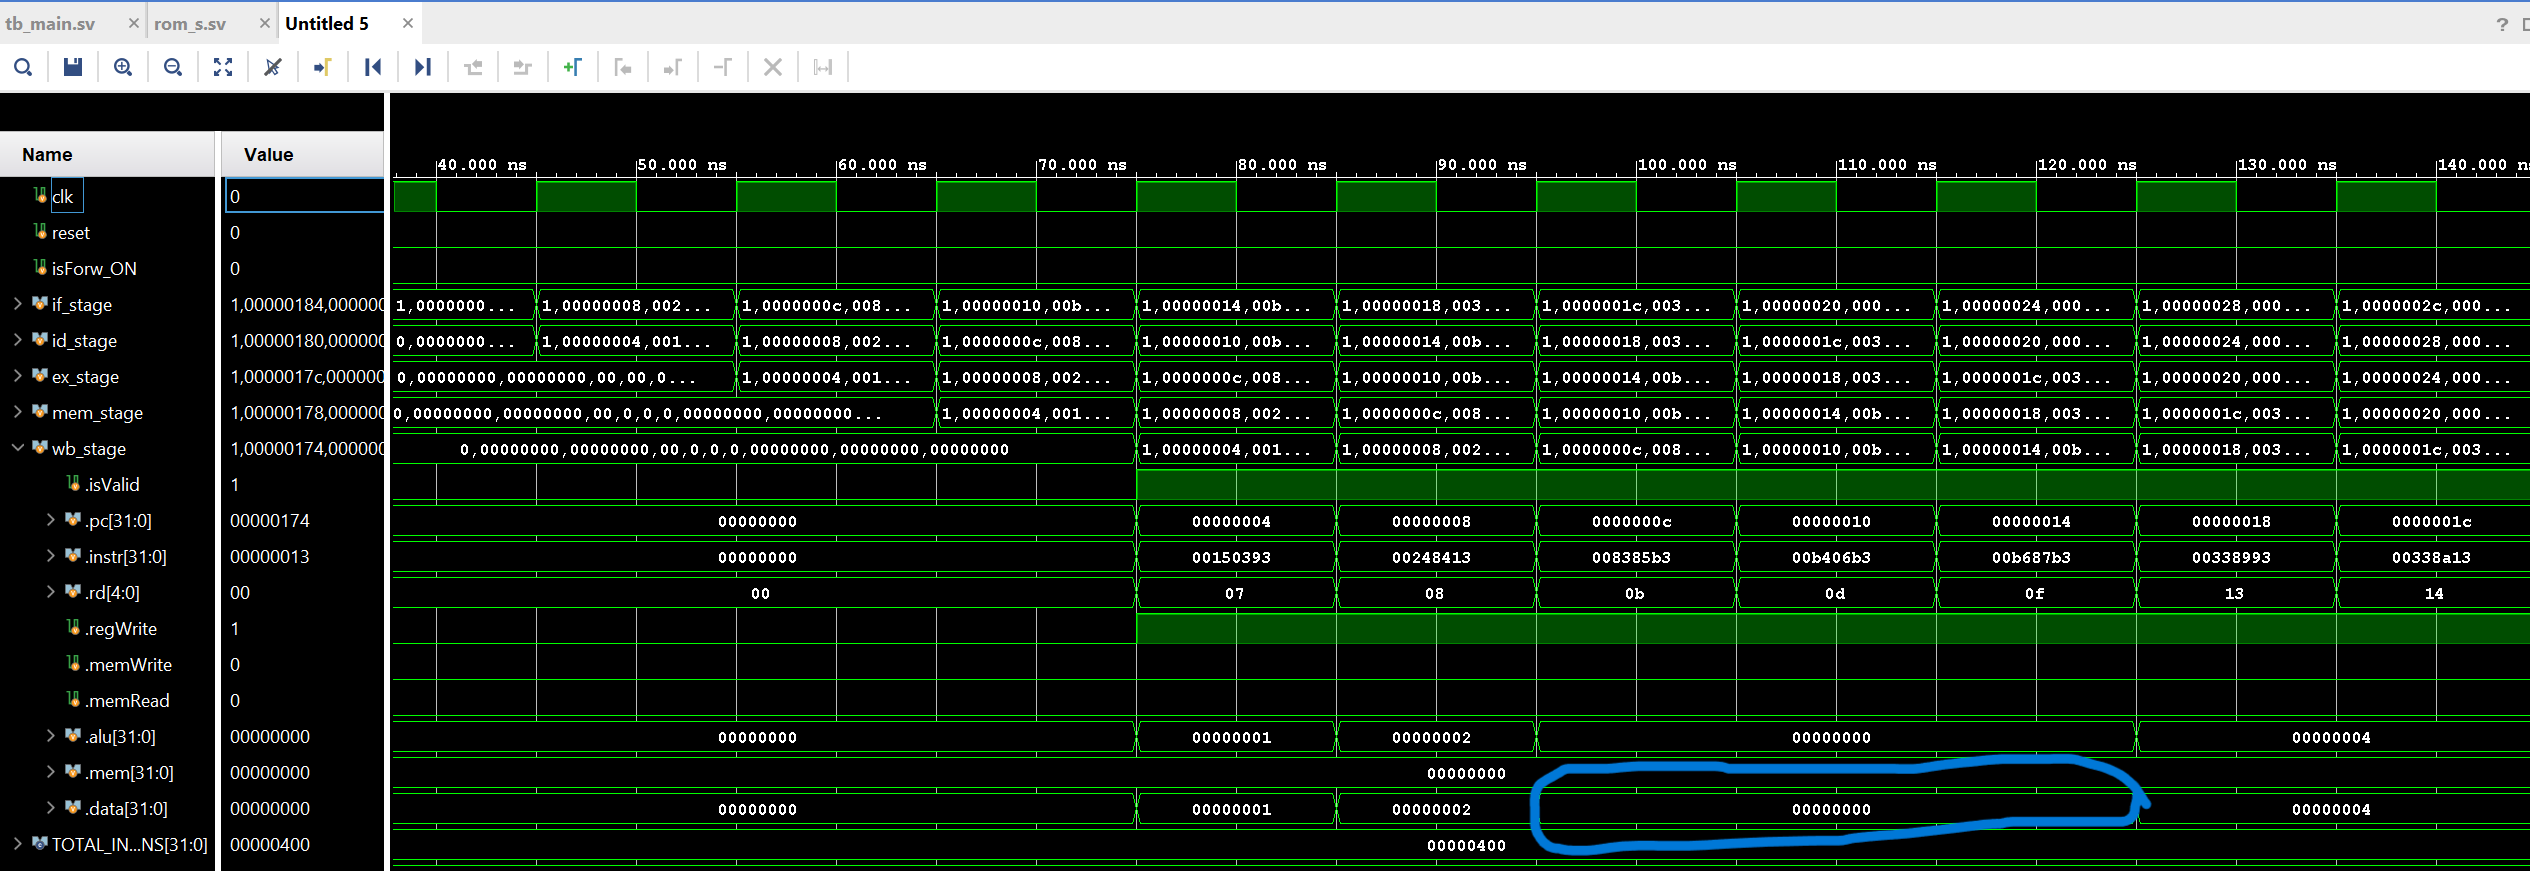 tb_main.sv × rom_s.sv × Untitled 5 × ?
Name Value 40.000 ns 50.000 ns 60.000 ns 70.000 ns 80.000 ns 90.000 ns 100.000 ns 110.000 ns 120.000 ns 130.000 ns 140.000
clk 0
reset 0
isForw_ON 0
if_stage 1,00000184,000000 1,0000000... 1,00000008,002... 1,0000000c,008... 1,00000010,00b... 1,00000014,00b... 1,00000018,003... 1,0000001c,003... 1,00000020,000... 1,00000024,000... 1,00000028,000... 1,0000002c,000...
id_stage 1,00000180,000000 0,0000000... 1,00000004,001... 1,00000008,002... 1,0000000c,008... 1,00000010,00b... 1,00000014,00b... 1,00000018,003... 1,0000001c,003... 1,00000020,000... 1,00000024,000... 1,00000028,000...
ex_stage 1,0000017c,000000 0,00000000,00000000,00,00,0... 1,00000004,001... 1,00000008,002... 1,0000000c,008... 1,00000010,00b... 1,00000014,00b... 1,00000018,003... 1,0000001c,003... 1,00000020,000... 1,00000024,000...
mem_stage 1,00000178,000000 0,00000000,00000000,00,0,0,0,00000000,00000000... 1,00000004,001... 1,00000008,002... 1,0000000c,008... 1,00000010,00b... 1,00000014,00b... 1,00000018,003... 1,0000001c,003... 1,00000020,000...
wb_stage 1,00000174,000000 0,00000000,00000000,00,0,0,0,00000000,00000000,00000000 1,00000004,001... 1,00000008,002... 1,0000000c,008... 1,00000010,00b... 1,00000014,00b... 1,00000018,003... 1,0000001c,003...
.isValid 1
.pc[31:0] 00000174 00000000 00000004 00000008 0000000c 00000010 00000014 00000018 0000001c
.instr[31:0] 00000013 00000000 00150393 00248413 008385b3 00b406b3 00b687b3 00338993 00338a13
.rd[4:0] 00 00 07 08 0b 0d 0f 13 14
.regWrite 1
.memWrite 0
.memRead 0
.alu[31:0] 00000000 00000000 00000001 00000002 00000000 00000004
.mem[31:0] 00000000 00000000
.data[31:0] 00000000 00000000 00000001 00000002 00000000 00000004
TOTAL_IN...NS[31:0] 00000400 00000400